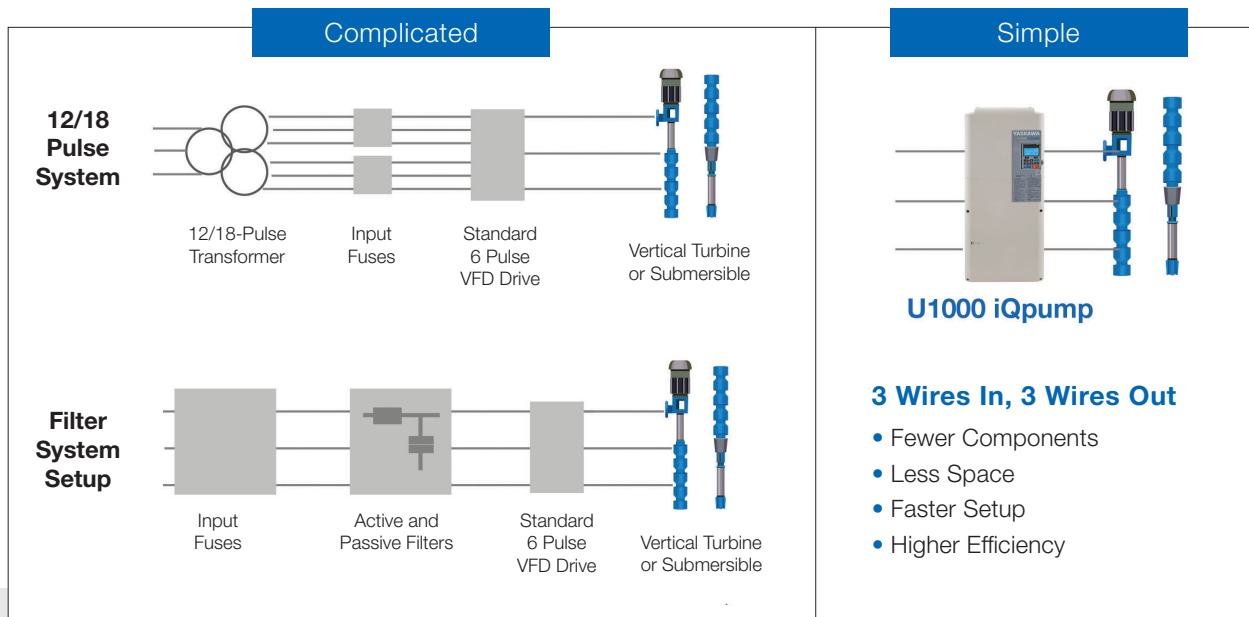 Complicated
12/18
Pulse
System
12/18-Pulse
Transformer
Input
Fuses
Standard
6 Pulse
VFD Drive
Vertical Turbine
or Submersible
Filter
System
Setup
Input
Fuses
Active and
Passive Filters
Standard
6 Pulse
VFD Drive
Vertical Turbine
or Submersible
Simple
YASKAWA
U1000 iQpump
3 Wires In, 3 Wires Out
• Fewer Components
• Less Space
• Faster Setup
• Higher Efficiency